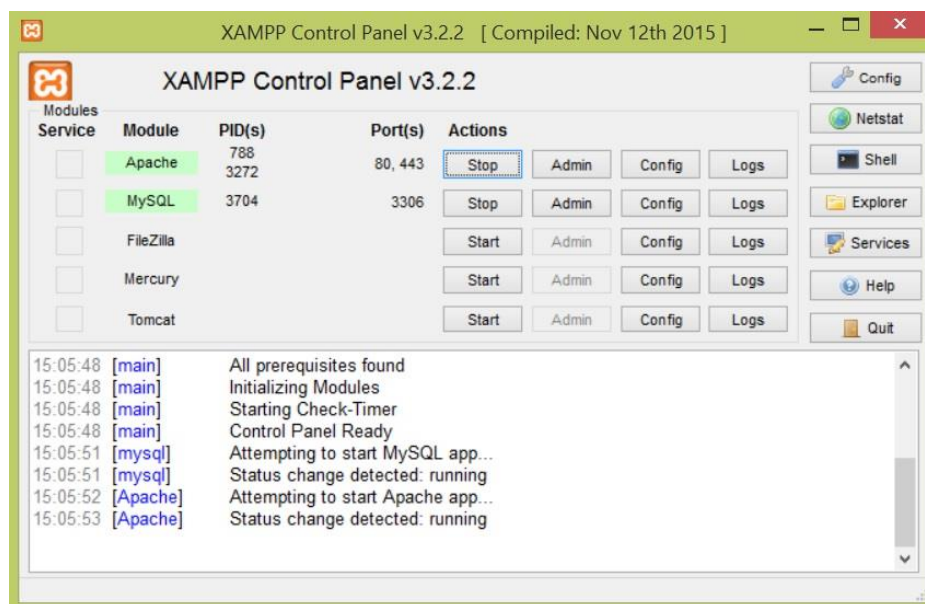 XAMPP Control Panel v3.2.2 [ Compiled: Nov 12th 2015 ]
XAMPP Control Panel v3.2.2
Config
Modules
Service Module PID(s) Port(s) Actions
Netstat
Apache 788 3272 80, 443 Stop Admin Config Logs
Shell
MySQL 3704 3306 Stop Admin Config Logs
Explorer
FileZilla Start Admin Config Logs
Services
Mercury Start Admin Config Logs
Help
Tomcat Start Admin Config Logs
Quit
15:05:48 [main] All prerequisites found
15:05:48 [main] Initializing Modules
15:05:48 [main] Starting Check-Timer
15:05:48 [main] Control Panel Ready
15:05:51 [mysql] Attempting to start MySQL app...
15:05:51 [mysql] Status change detected: running
15:05:52 [Apache] Attempting to start Apache app...
15:05:53 [Apache] Status change detected: running